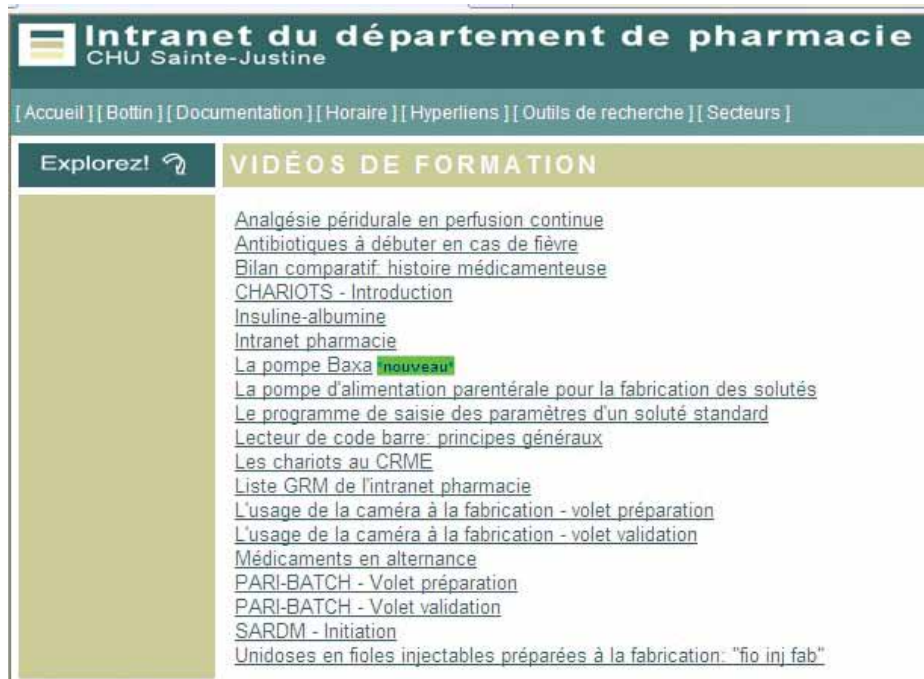 Intranet du département de pharmacie
CHU Sainte-Justine
[ Accueil ] [ Bottin ] [ Documentation ] [ Horaire ] [ Hyperliens ] [ Outils de recherche ] [ Secteurs ]
Explorez!
VIDÉOS DE FORMATION
Analgésie péridurale en perfusion continue
Antibiotiques à débuter en cas de fièvre
Bilan comparatif: histoire médicamenteuse
CHARIOTS - Introduction
Insuline-albumine
Intranet pharmacie
La pompe Baxa *nouveau*
La pompe d'alimentation parentérale pour la fabrication des solutés
Le programme de saisie des paramètres d'un soluté standard
Lecteur de code barre: principes généraux
Les chariots au CRME
Liste GRM de l'intranet pharmacie
L'usage de la caméra à la fabrication - volet préparation
L'usage de la caméra à la fabrication - volet validation
Médicaments en alternance
PARI-BATCH - Volet préparation
PARI-BATCH - Volet validation
SARDM - Initiation
Unidoses en fioles injectables préparées à la fabrication: "fio inj fab"